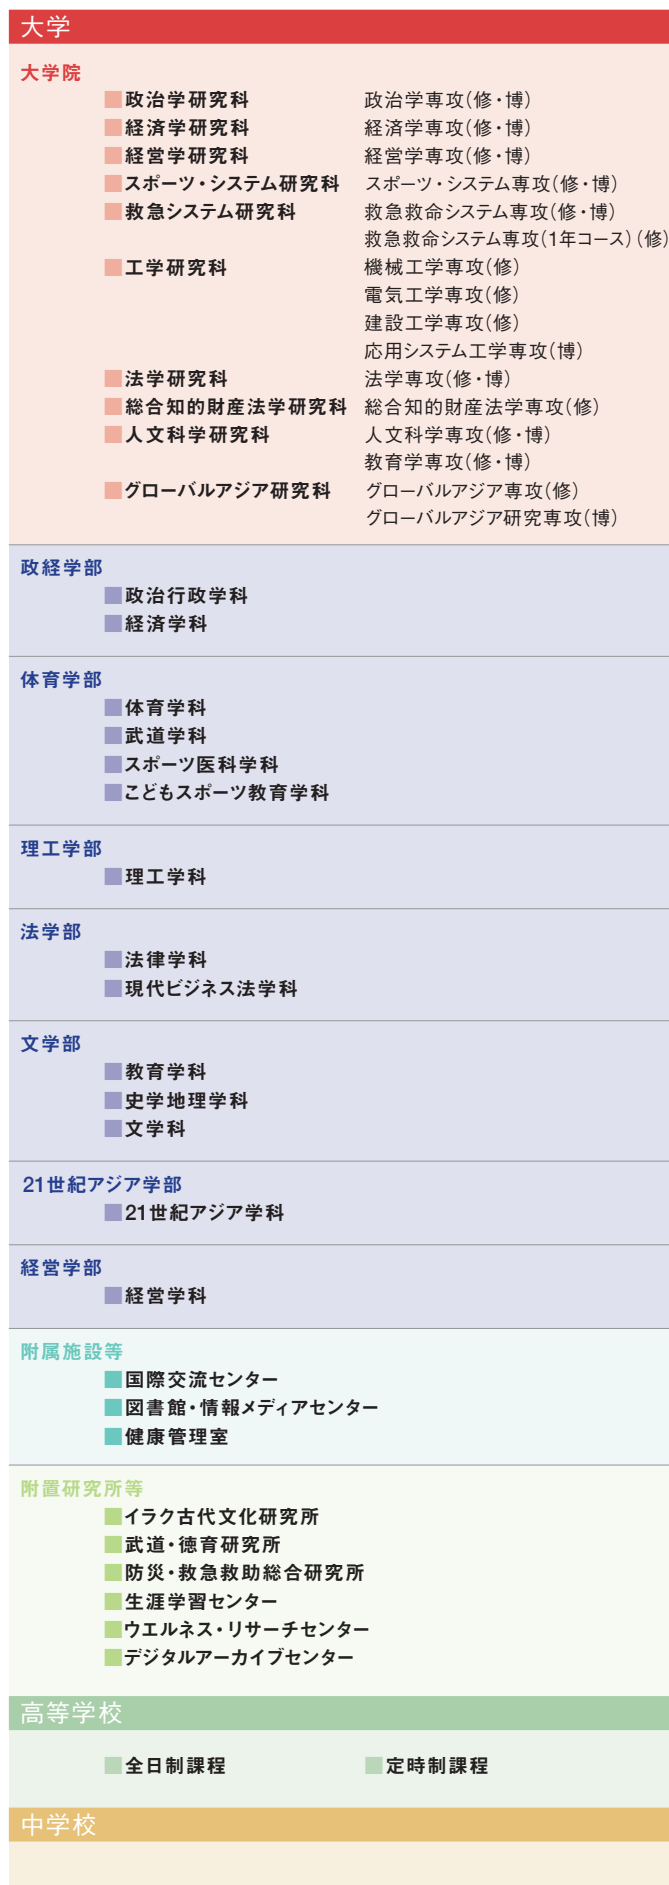 大学
大学院
政治学研究科 政治学専攻(修・博)
経済学研究科 経済学専攻(修・博)
経営学研究科 経営学専攻(修・博)
スポーツ・システム研究科 スポーツ・システム専攻(修・博)
救急システム研究科 救急救命システム専攻(修・博)
救急救命システム専攻(1年コース)(修)
工学研究科 機械工学専攻(修)
電気工学専攻(修)
建設工学専攻(修)
応用システム工学専攻(博)
法学研究科 法学専攻(修・博)
総合知的財産法学研究科 総合知的財産法学専攻(修)
人文科学研究科 人文科学専攻(修・博)
教育学専攻(修・博)
グローバルアジア研究科 グローバルアジア専攻(修)
グローバルアジア研究専攻(博)
政経学部
政治行政学科
経済学科
体育学部
体育学科
武道学科
スポーツ医科学科
こどもスポーツ教育学科
理工学部
理工学科
法学部
法律学科
現代ビジネス法学科
文学部
教育学科
史学地理学科
文学科
21世紀アジア学部
21世紀アジア学科
経営学部
経営学科
附属施設等
国際交流センター
図書館・情報メディアセンター
健康管理室
附置研究所等
イラク古代文化研究所
武道・徳育研究所
防災・救急救助総合研究所
生涯学習センター
ウエルネス・リサーチセンター
デジタルアーカイブセンター
高等学校
全日制課程 定時制課程
中学校